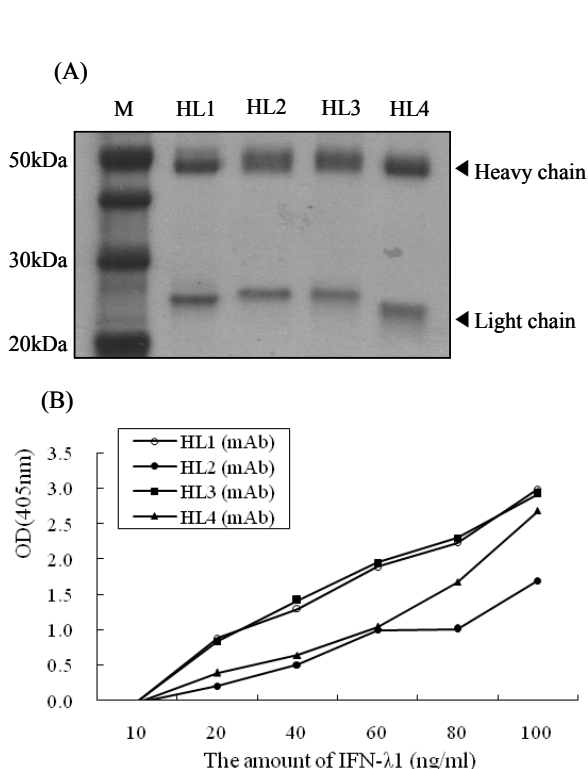 (A)
M HL1 HL2 HL3 HL4
50kDa
Heavy chain
30kDa
Light chain
20kDa
(B)
HL1 (mAb)
HL2 (mAb)
HL3 (mAb)
HL4 (mAb)
OD(405nm)
3.5
3.0
2.5
2.0
1.5
1.0
0.5
0.0
10 20 40 60 80 100
The amount of IFN-λ1 (ng/ml)